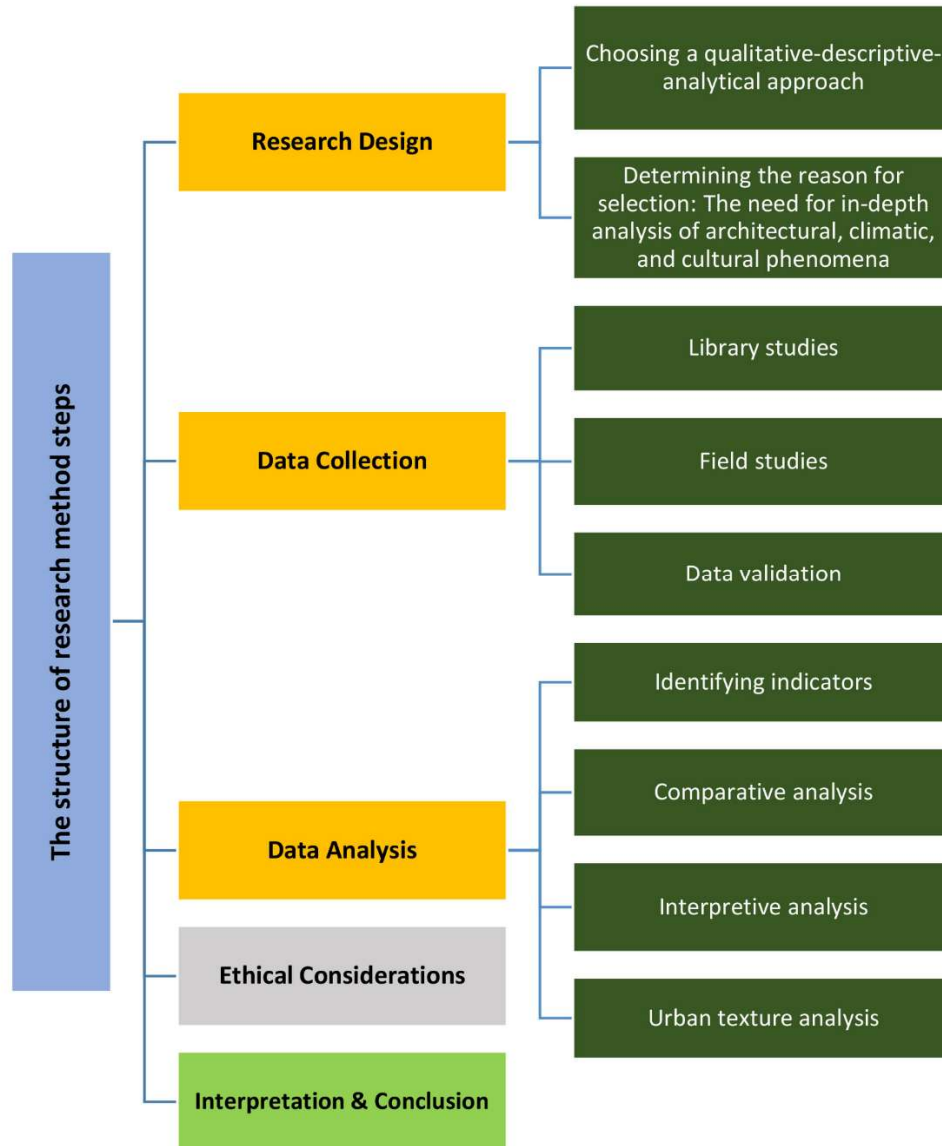 The structure of research method steps
Research Design
Choosing a qualitative-descriptive-
analytical approach
Determining the reason for
selection: The need for in-depth
analysis of architectural, climatic,
and cultural phenomena
Data Collection
Library studies
Field studies
Data validation
Data Analysis
Identifying indicators
Comparative analysis
Interpretive analysis
Urban texture analysis
Ethical Considerations
Interpretation & Conclusion